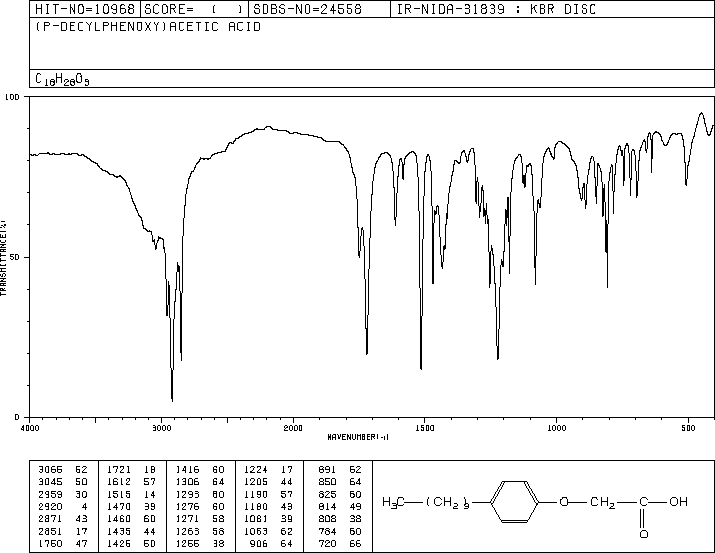 HIT-NO=10968 SCORE= ( ) SDBS-NO=24558 IR-NIDA-31839 : KBR DISC
(P-DECYLPHENOXY)ACETIC ACID
C18H28O3
100
TRANSMITTANCE(%)
50
0
4000 3000 2000 1500 1000 500
WAVENUMBER(-1)
3066 52 1721 18 1416 60 1224 17 891 62
3045 50 1612 57 1306 64 1205 44 850 64
2959 30 1515 14 1293 60 1190 57 825 60
2920 4 1470 39 1276 60 1180 43 814 49
2871 43 1460 60 1271 58 1081 39 808 38
2851 17 1435 44 1263 58 1063 62 784 60
1750 47 1426 50 1255 38 906 64 720 66
H3C-(CH2)9 O-CH2-C-OH
O